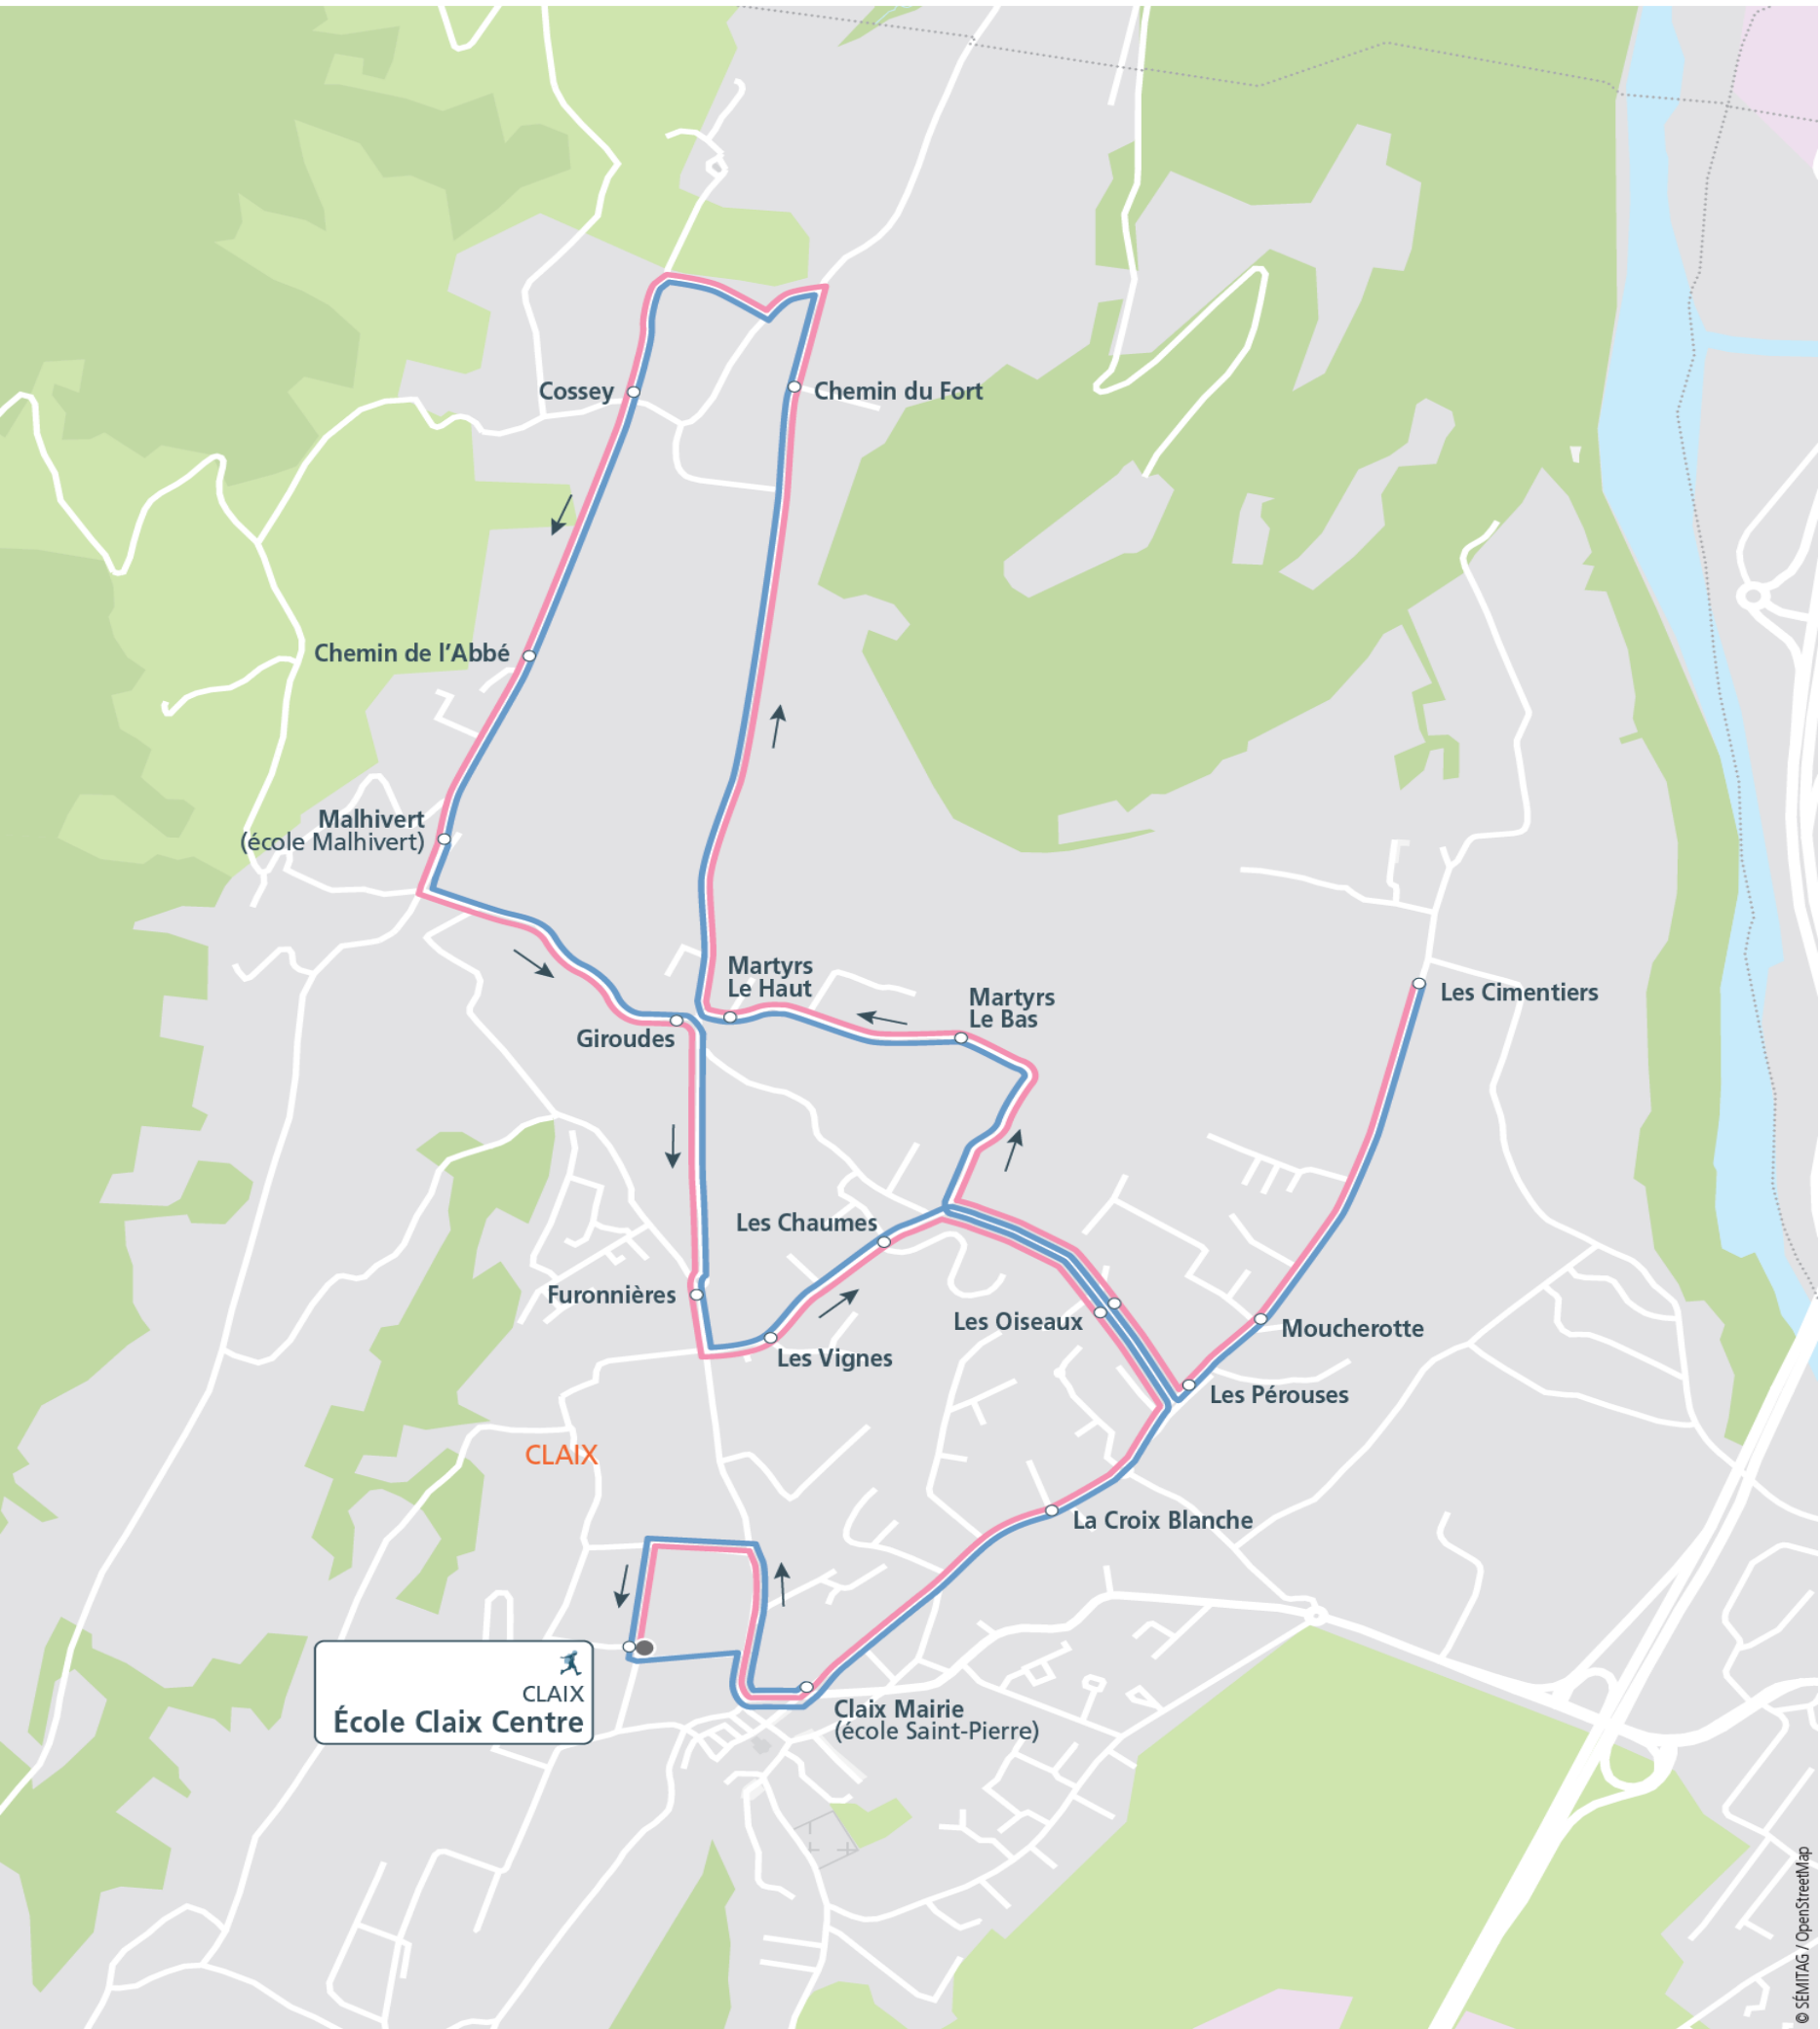 Cossey
Chemin du Fort
Chemin de l’Abbé
Malhivert
(école Malhivert)
Martyrs
Le Haut
Martyrs
Le Bas
Les Cimentiers
Giroudes
Les Chaumes
Furonnières
Les Oiseaux
Moucherotte
Les Vignes
Les Pérouses
CLAIX
La Croix Blanche
CLAIX
École Claix Centre
Claix Mairie
(école Saint-Pierre)
© SÉMITAG / OpenStreetMap